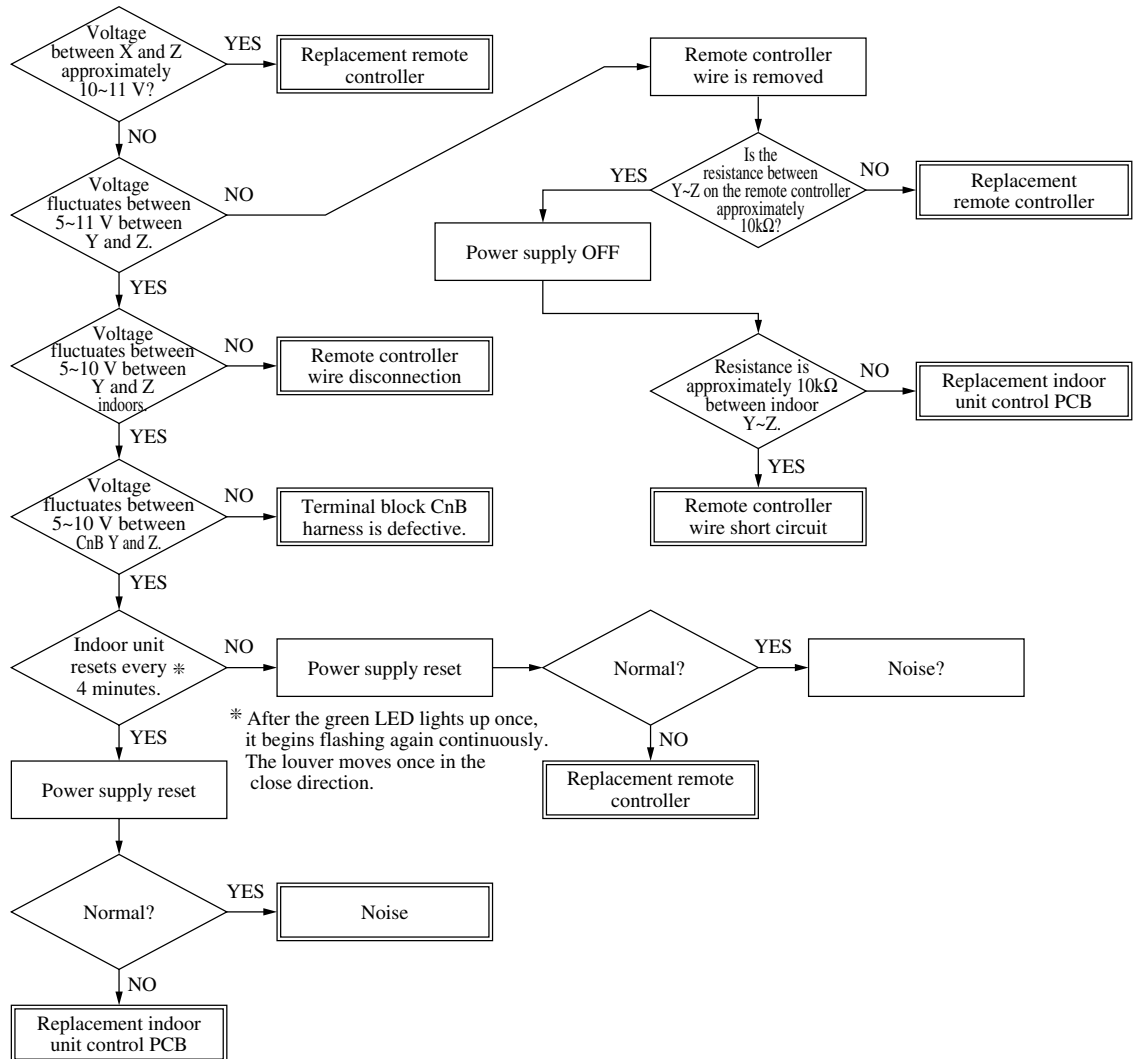 Voltage
between X and Z
approximately
10~11 V?
YES
Replacement remote
controller
NO
Voltage
fluctuates between
5~11 V between
Y and Z.
NO
Remote controller
wire is removed
Is the
resistance between
Y~Z on the remote controller
approximately
10kΩ?
NO
Replacement
remote controller
YES
Power supply OFF
Resistance is
approximately 10kΩ
between indoor
Y~Z.
NO
Replacement indoor
unit control PCB
YES
Remote controller
wire short circuit
YES
Voltage
fluctuates between
5~10 V between
Y and Z
indoors.
NO
Remote controller
wire disconnection
YES
Voltage
fluctuates between
5~10 V between
CnB Y and Z.
NO
Terminal block CnB
harness is defective.
YES
Indoor unit
resets every ✳
4 minutes.
NO
Power supply reset
Normal?
YES
Noise?
NO
Replacement remote
controller
✳ After the green LED lights up once,
it begins flashing again continuously.
The louver moves once in the
close direction.
YES
Power supply reset
Normal?
YES
Noise
NO
Replacement indoor
unit control PCB